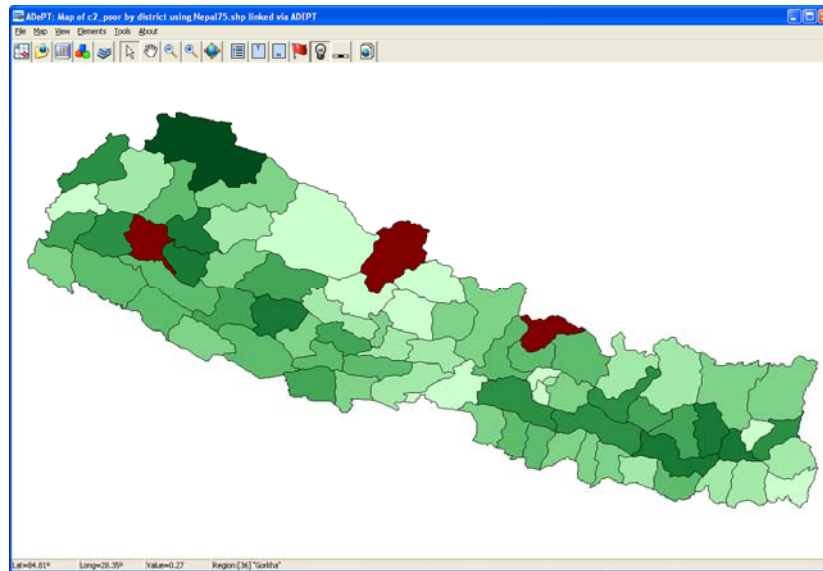 ADePT: Map of c2_poor by district using Nepal75.shp linked via ADEPT
File Map View Elements Tools About
Lat=84.81° Long=28.35° Value=0.27 Region:[36] "Gorkha"